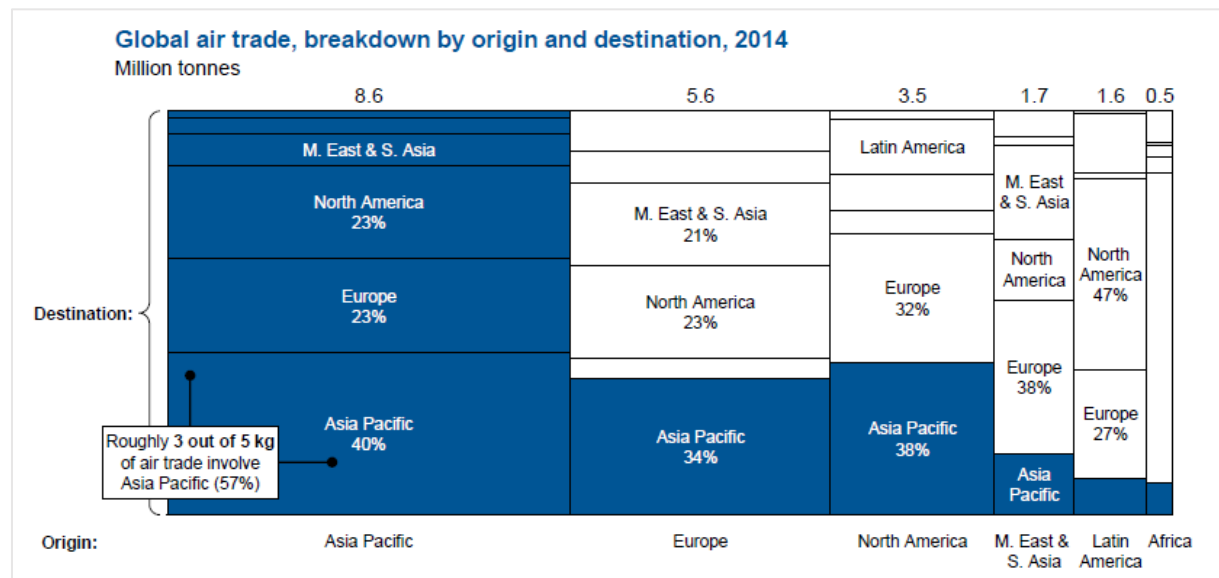 Global air trade, breakdown by origin and destination, 2014
Million tonnes
8.6 5.6 3.5 1.7 1.6 0.5
Destination:
M. East & S. Asia
North America
23%
Europe
23%
Asia Pacific
40%
Roughly 3 out of 5 kg
of air trade involve
Asia Pacific (57%)
M. East & S. Asia
21%
North America
23%
Asia Pacific
34%
Latin America
Europe
32%
Asia Pacific
38%
M. East
& S. Asia
North
America
Europe
38%
Asia
Pacific
North
America
47%
Europe
27%
Origin:
Asia Pacific
Europe
North America
M. East &
S. Asia
Latin
America
Africa